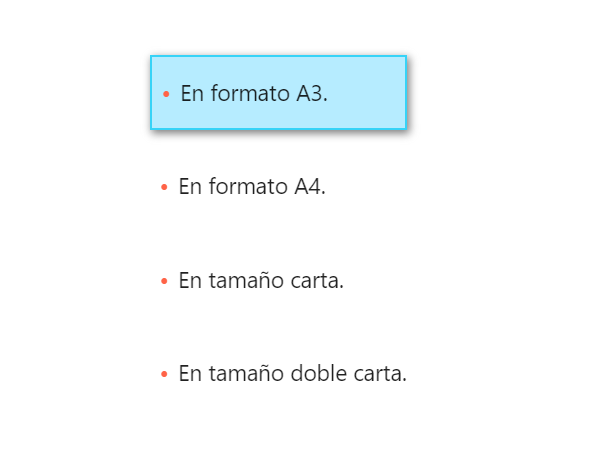 • En formato A3.
• En formato A4.
• En tamaño carta.
• En tamaño doble carta.